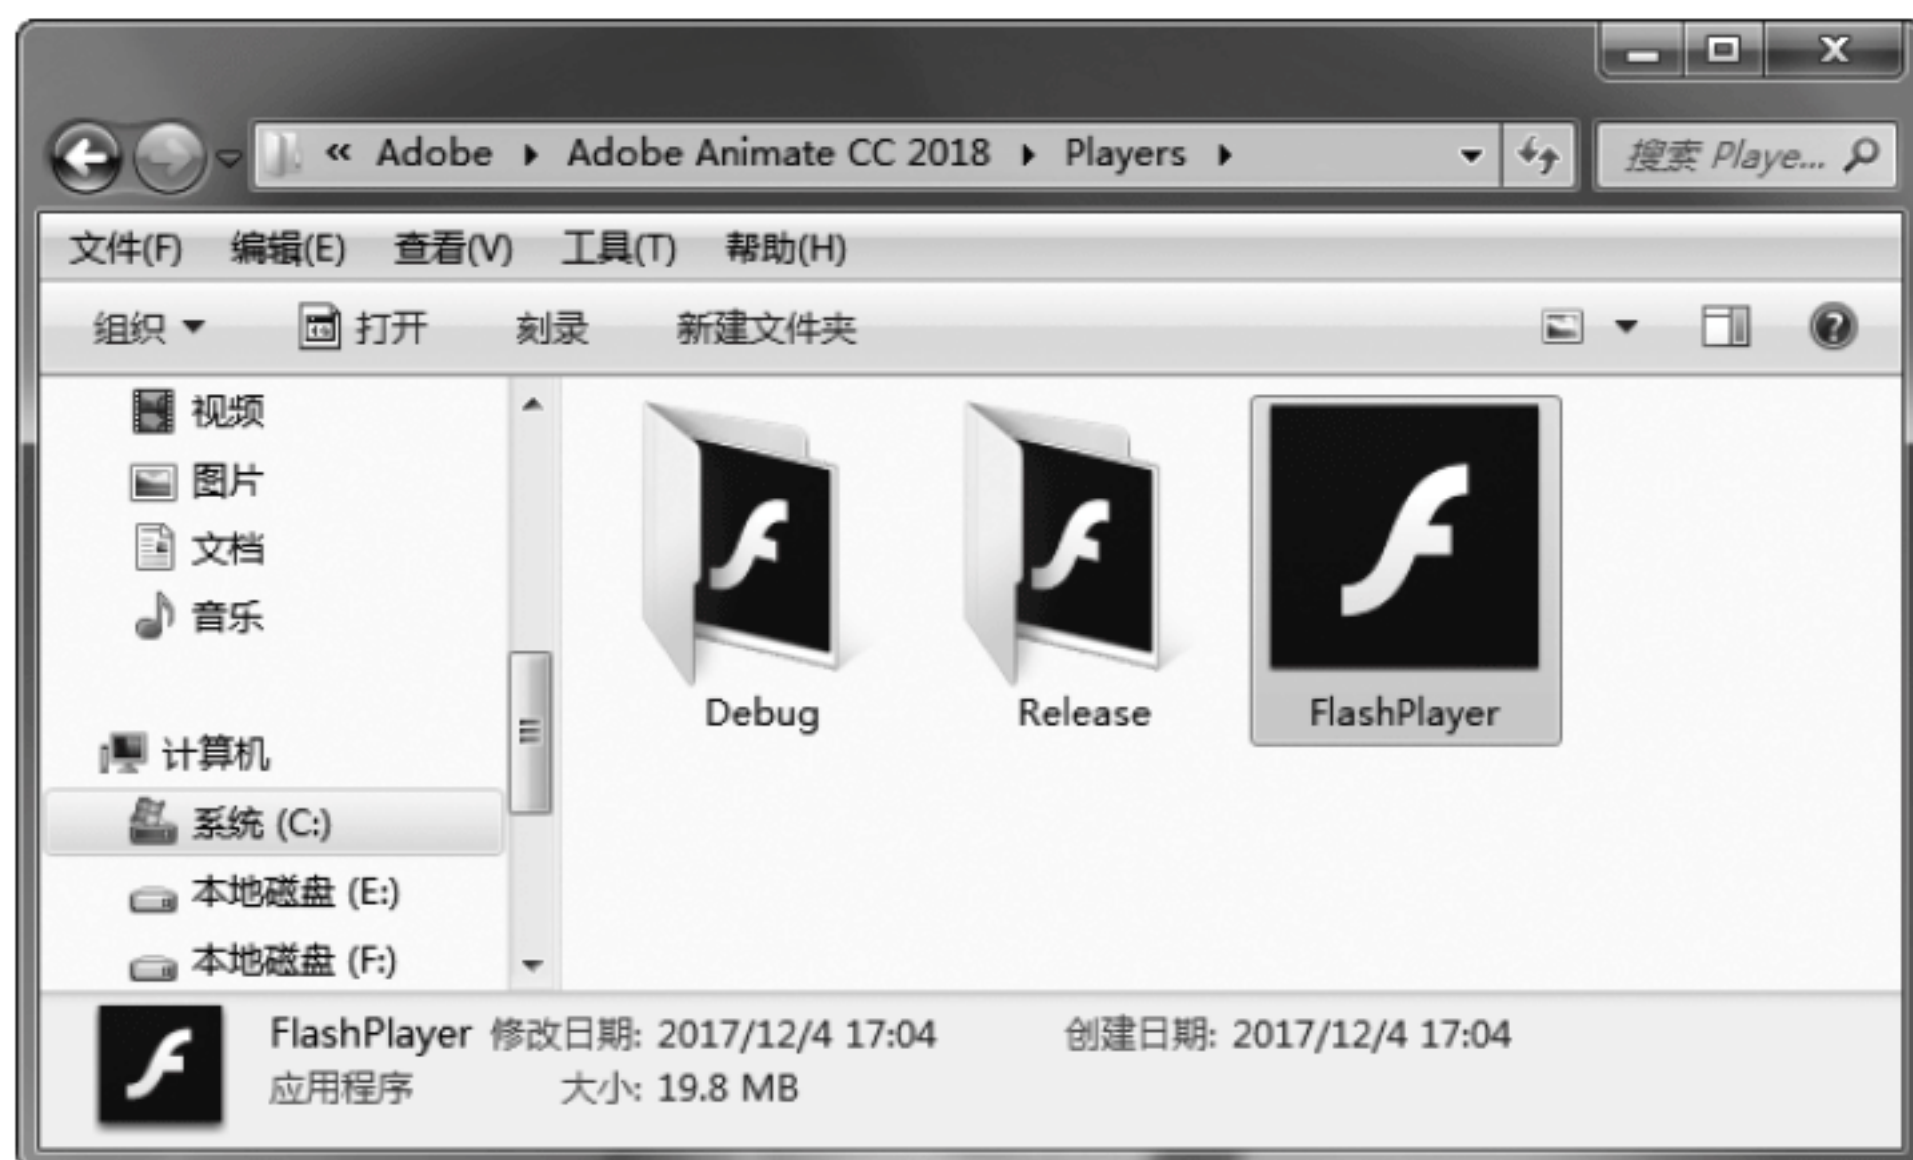 « Adobe ▸ Adobe Animate CC 2018 ▸ Players ▸ 搜索 Playe...
文件(F) 编辑(E) 查看(V) 工具(T) 帮助(H)
组织 打开 刻录 新建文件夹
视频
图片
文档
音乐
计算机
系统 (C:)
本地磁盘 (E:)
本地磁盘 (F:)
Debug
Release
FlashPlayer
FlashPlayer 修改日期: 2017/12/4 17:04 创建日期: 2017/12/4 17:04
应用程序 大小: 19.8 MB